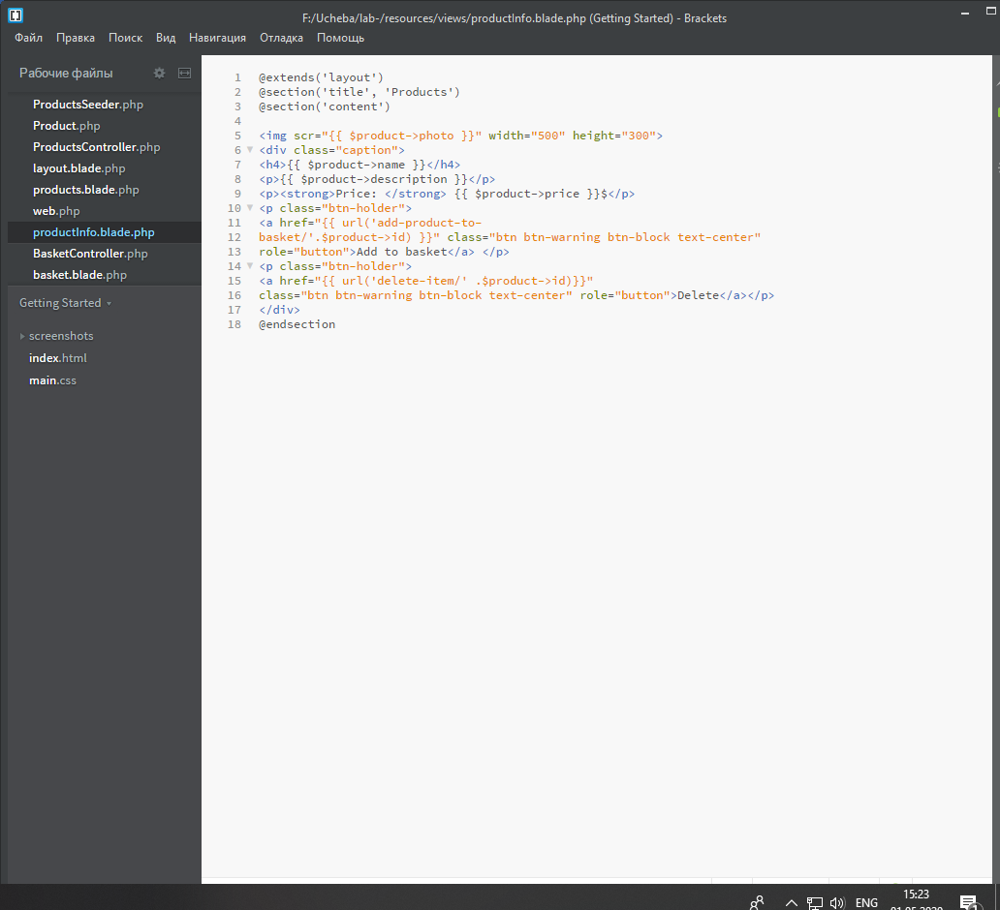 F:/Ucheba/lab-/resources/views/productInfo.blade.php (Getting Started) - Brackets
Файл Правка Поиск Вид Навигация Отладка Помощь
Рабочие файлы
ProductsSeeder.php
Product.php
ProductsController.php
layout.blade.php
products.blade.php
web.php
productInfo.blade.php
BasketController.php
basket.blade.php
Getting Started
screenshots
index.html
main.css
1 @extends('layout')
2 @section('title', 'Products')
3 @section('content')
4
5 <img scr="{{ $product->photo }}" width="500" height="300">
6 <div class="caption">
7 <h4>{{ $product->name }}</h4>
8 <p>{{ $product->description }}</p>
9 <p><strong>Price: </strong> {{ $product->price }}$</p>
10 <p class="btn-holder">
11 <a href="{{ url('add-product-to-
12 basket/'.$product->id) }}" class="btn btn-warning btn-block text-center"
13 role="button">Add to basket</a> </p>
14 <p class="btn-holder">
15 <a href="{{ url('delete-item/' .$product->id)}}"
16 class="btn btn-warning btn-block text-center" role="button">Delete</a></p>
17 </div>
18 @endsection
ENG
15:23
01.05.2020